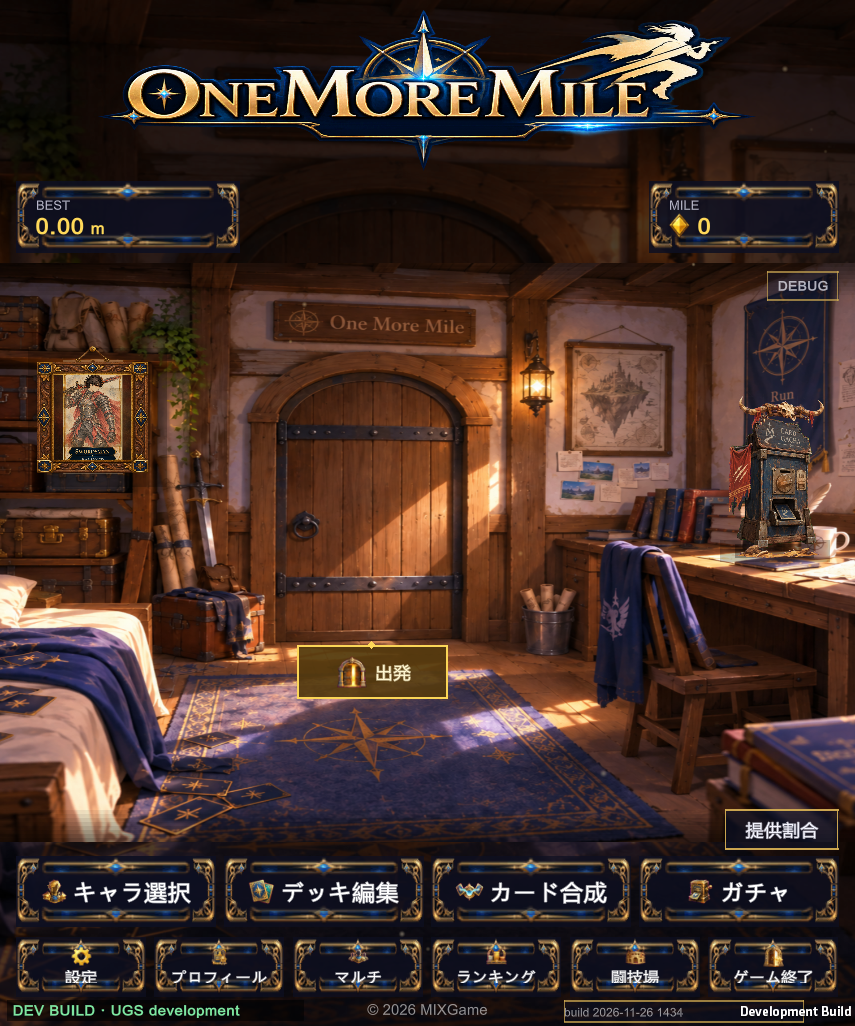 ONE MORE MILE
BEST
0.00 m
MILE
0
DEBUG
One More Mile
Run
CARD
GACHA
SWORDSMAN
出発
提供割合
キャラ選択
デッキ編集
カード合成
ガチャ
設定
プロフィール
マルチ
ランキング
闘技場
ゲーム終了
DEV BUILD · UGS development
© 2026 MIXGame
build 2026-11-26 1434
Development Build